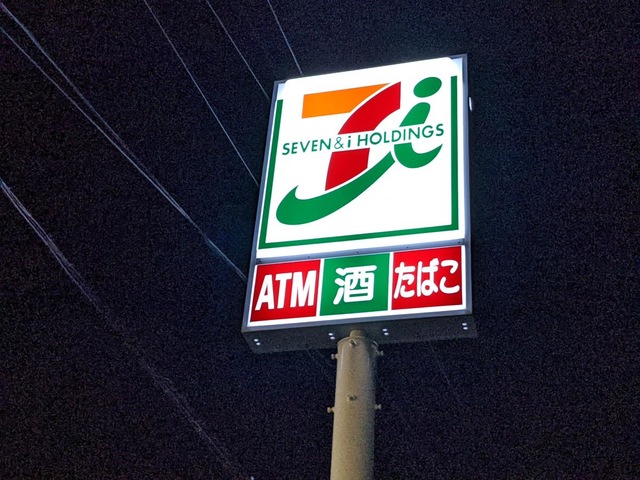 SEVEN & i HOLDINGS
ATM 酒 たばこ